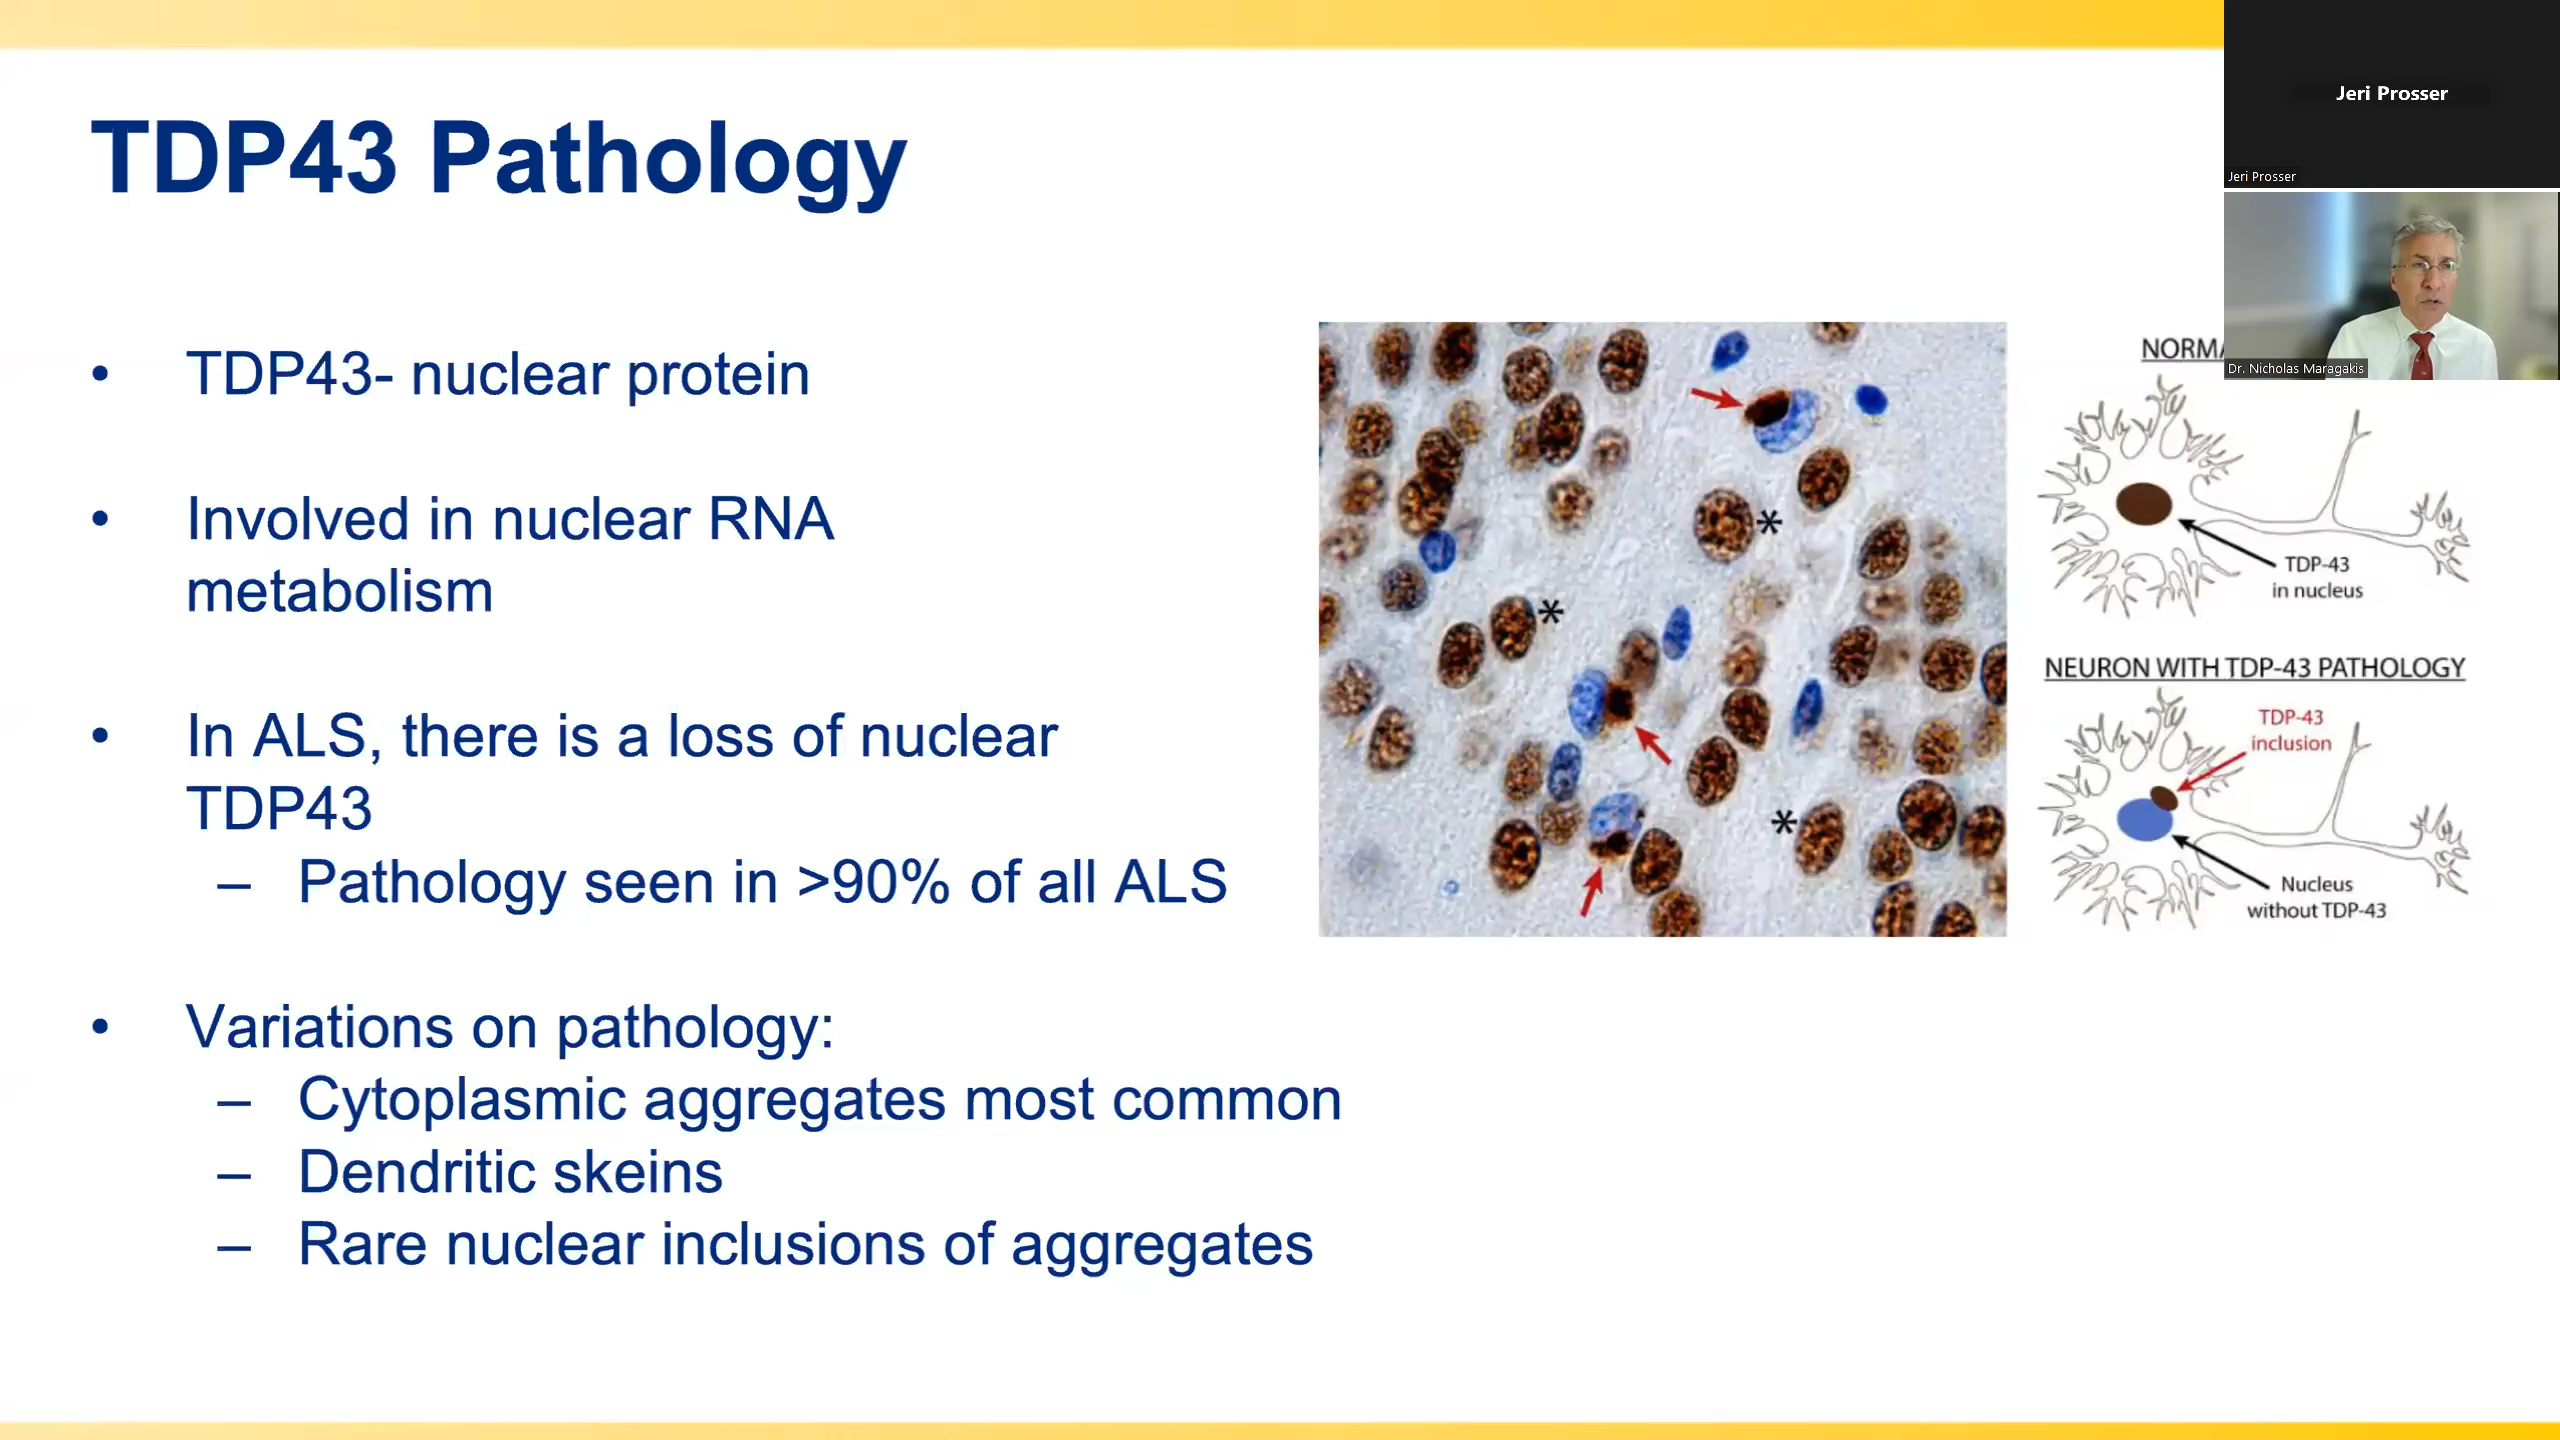 TDP43 Pathology
• TDP43- nuclear protein
• Involved in nuclear RNA
metabolism
• In ALS, there is a loss of nuclear
TDP43
– Pathology seen in >90% of all ALS
• Variations on pathology:
– Cytoplasmic aggregates most common
– Dendritic skeins
– Rare nuclear inclusions of aggregates
*
*
*
TDP-43
in nucleus
NEURON WITH TDP-43 PATHOLOGY
TDP-43
inclusion
Nucleus
without TDP-43
Jeri Prosser
Jeri Prosser
Dr. Nicholas Maragakis